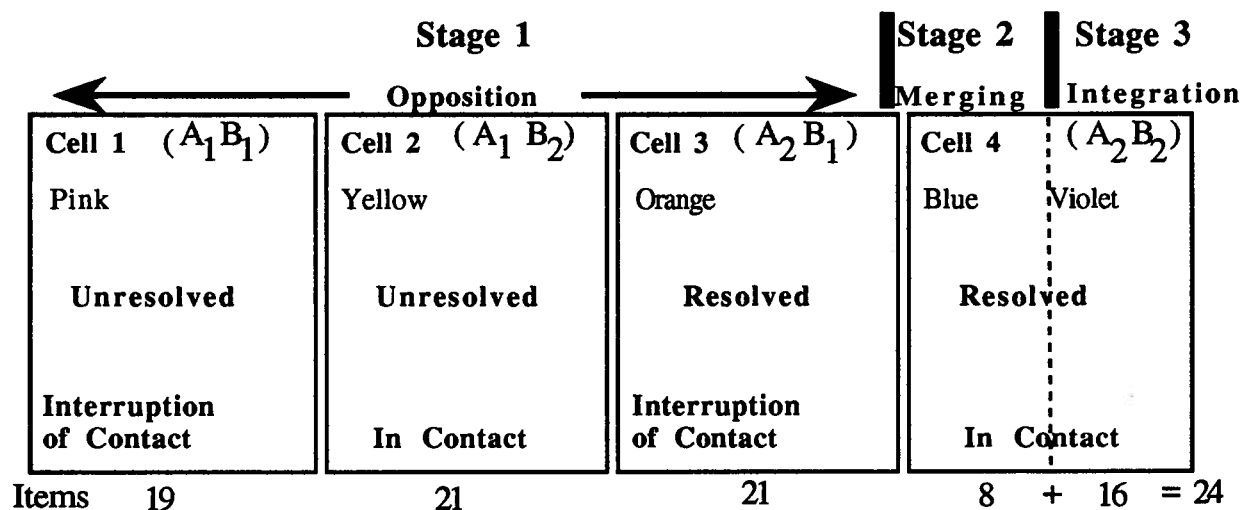 Stage 1 Stage 2 Stage 3
Opposition Merging Integration
Cell 1 (A₁B₁) Cell 2 (A₁ B₂) Cell 3 (A₂B₁) Cell 4 (A₂B₂)
Pink Yellow Orange Blue Violet
Unresolved Unresolved Resolved Resolved
Interruption Interruption
of Contact In Contact of Contact In Contact
Items 19 21 21 8 + 16 = 24